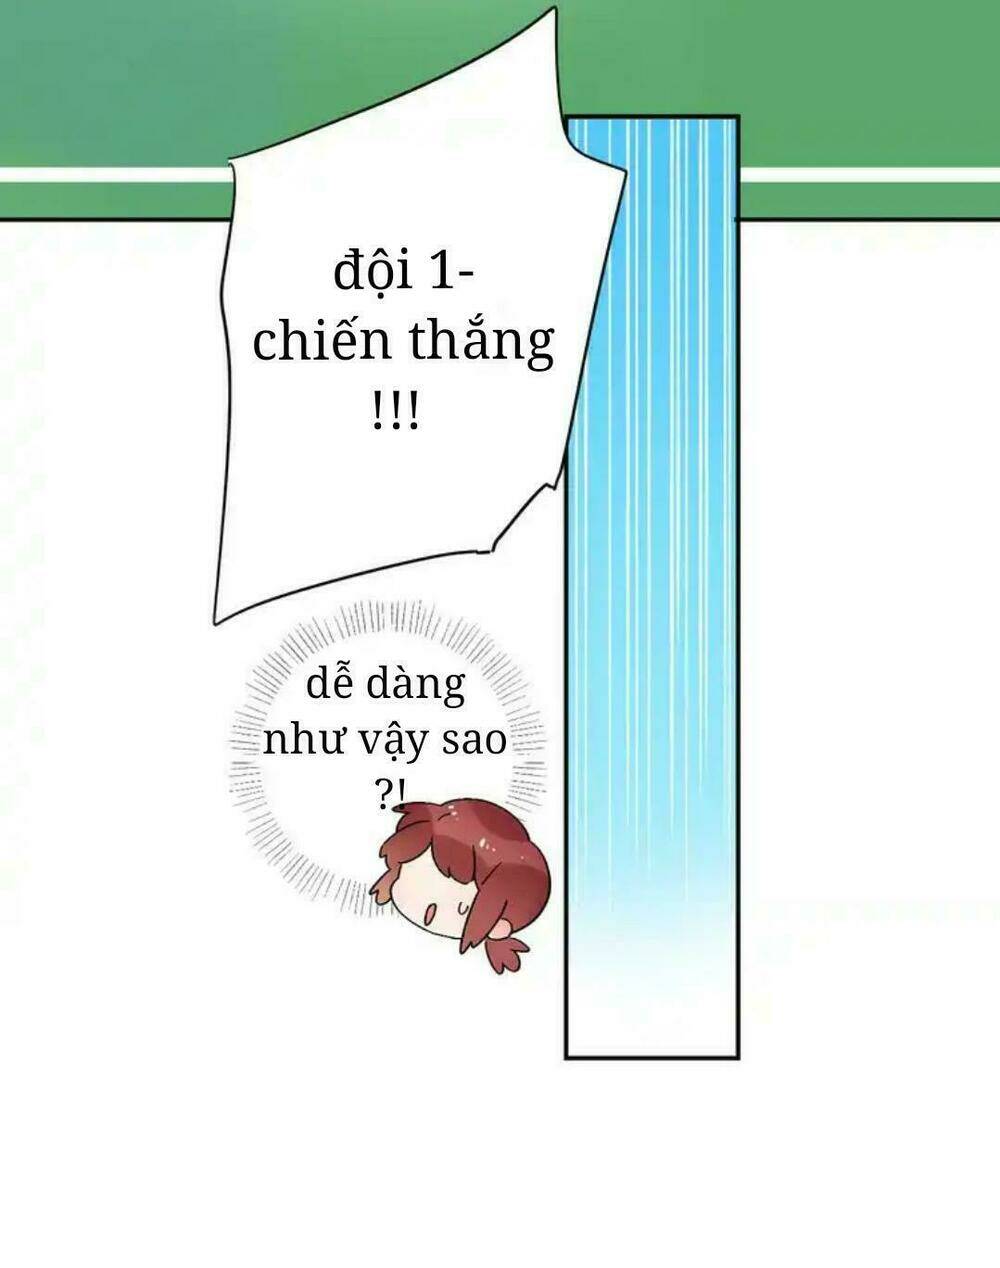 đội 1-
chiến thắng
!!!
dễ dàng
như vậy sao
?!